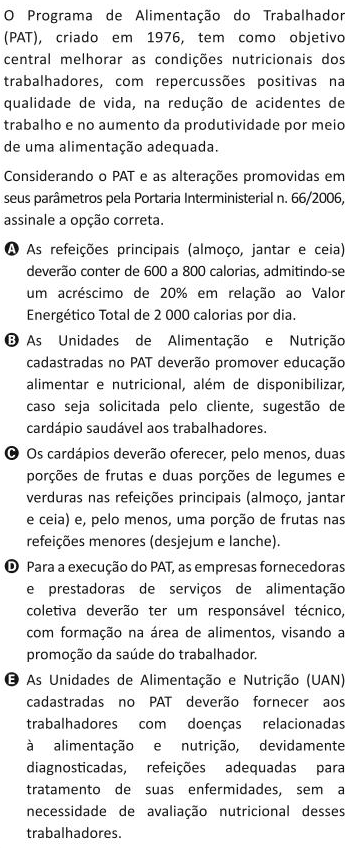 O Programa de Alimentação do Trabalhador
(PAT), criado em 1976, tem como objetivo
central melhorar as condições nutricionais dos
trabalhadores, com repercussões positivas na
qualidade de vida, na redução de acidentes de
trabalho e no aumento da produtividade por meio
de uma alimentação adequada.
Considerando o PAT e as alterações promovidas em
seus parâmetros pela Portaria Interministerial n. 66/2006,
assinale a opção correta.
A As refeições principais (almoço, jantar e ceia)
deverão conter de 600 a 800 calorias, admitindo-se
um acréscimo de 20% em relação ao Valor
Energético Total de 2 000 calorias por dia.
B As Unidades de Alimentação e Nutrição
cadastradas no PAT deverão promover educação
alimentar e nutricional, além de disponibilizar,
caso seja solicitada pelo cliente, sugestão de
cardápio saudável aos trabalhadores.
C Os cardápios deverão oferecer, pelo menos, duas
porções de frutas e duas porções de legumes e
verduras nas refeições principais (almoço, jantar
e ceia) e, pelo menos, uma porção de frutas nas
refeições menores (desjejum e lanche).
D Para a execução do PAT, as empresas fornecedoras
e prestadoras de serviços de alimentação
coletiva deverão ter um responsável técnico,
com formação na área de alimentos, visando a
promoção da saúde do trabalhador.
E As Unidades de Alimentação e Nutrição (UAN)
cadastradas no PAT deverão fornecer aos
trabalhadores com doenças relacionadas
à alimentação e nutrição, devidamente
diagnosticadas, refeições adequadas para
tratamento de suas enfermidades, sem a
necessidade de avaliação nutricional desses
trabalhadores.